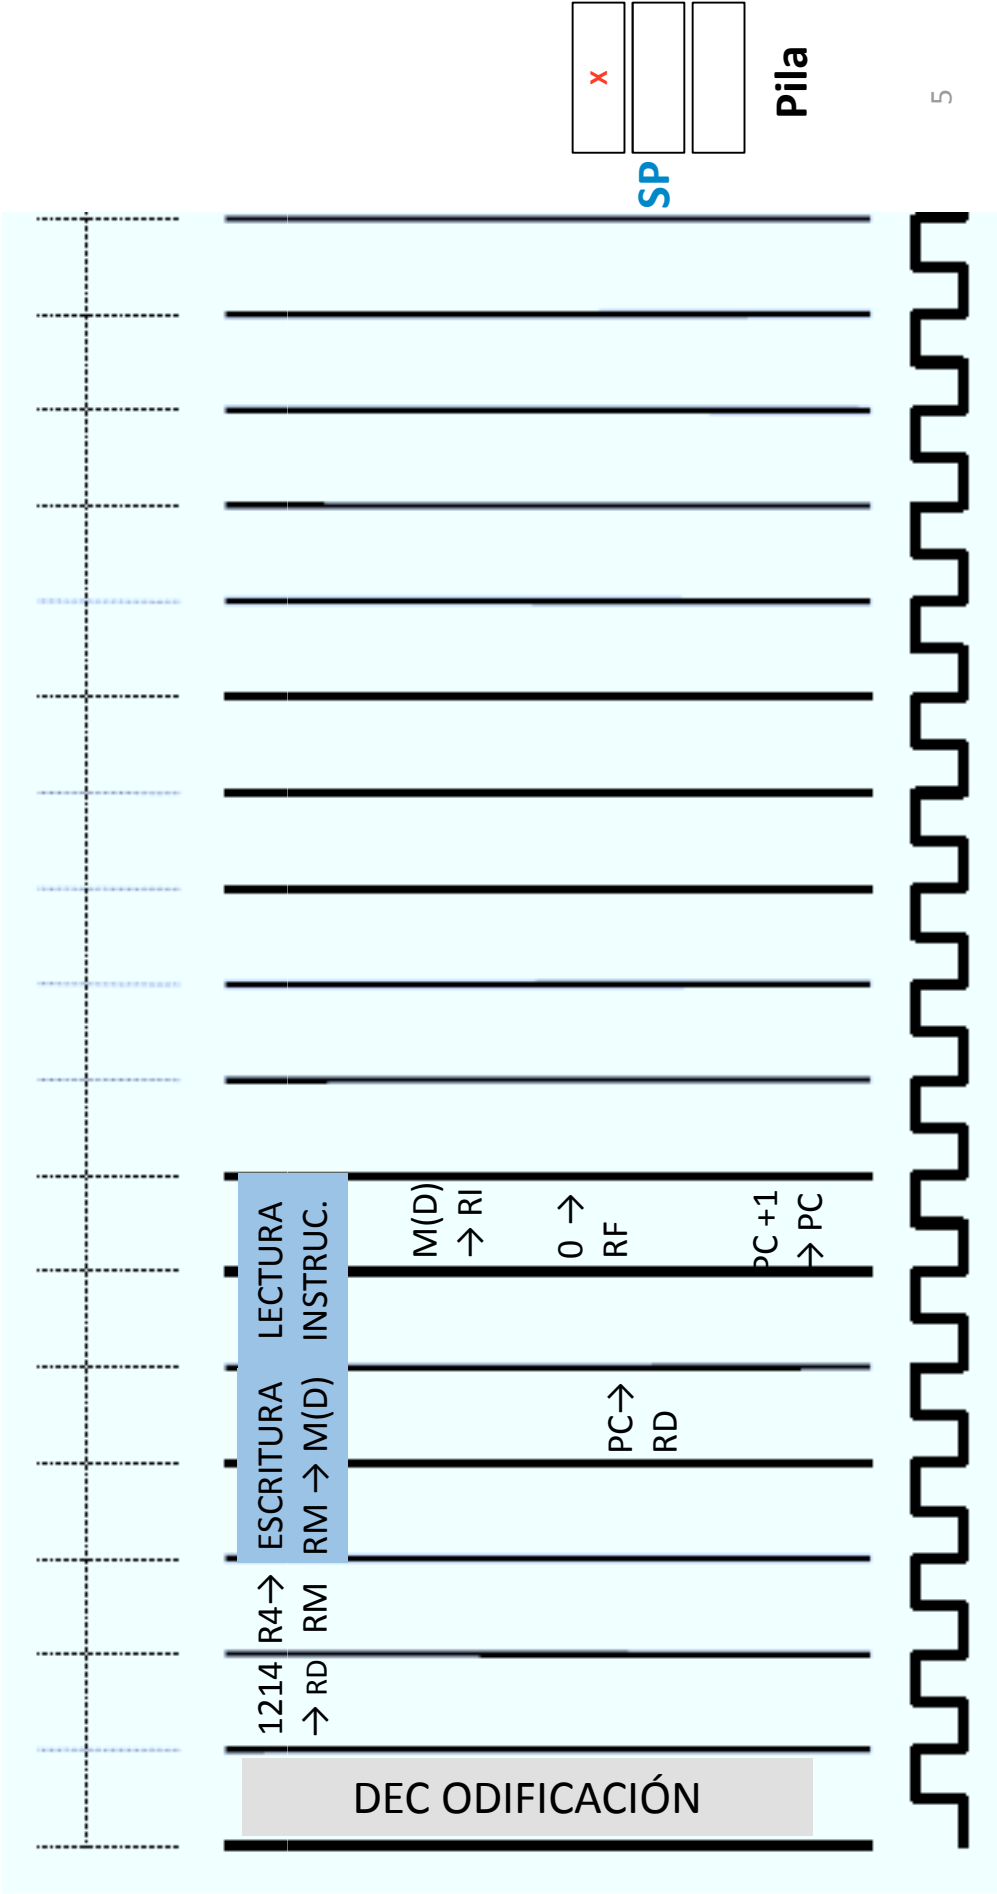 DEC ODIFICACIÓN
1214
→ RD
R4→
RM
ESCRITURA
RM → M(D)
LECTURA
INSTRUC.
PC→
RD
M(D)
→ RI
0 →
RF
PC +1
→ PC
SP
x
Pila
5